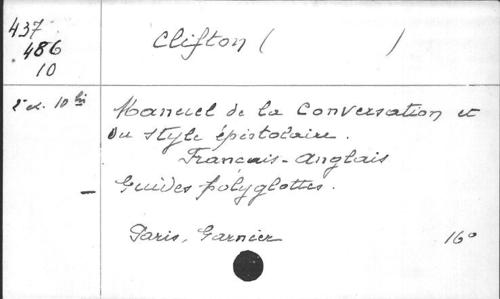 437
486
10
Clifton ( )
2e ex. 10 bis
Manuel de la Conversation et
du style épistolaire.
Français-Anglais
Guides polyglottes.
Paris, Garnier 16°